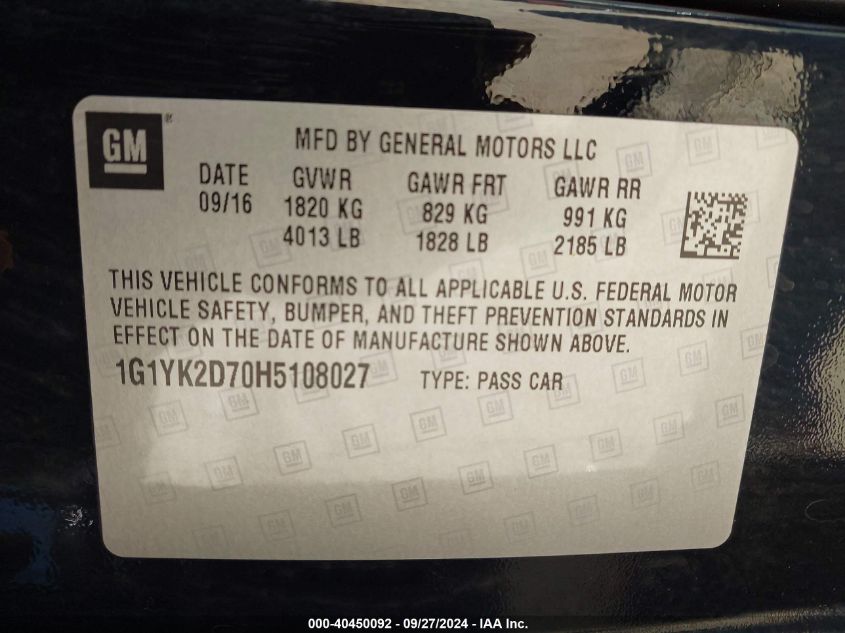 GM®
MFD BY GENERAL MOTORS LLC
DATE GVWR GAWR FRT GAWR RR
09/16 1820 KG 829 KG 991 KG
4013 LB 1828 LB 2185 LB
THIS VEHICLE CONFORMS TO ALL APPLICABLE U.S. FEDERAL MOTOR
VEHICLE SAFETY, BUMPER, AND THEFT PREVENTION STANDARDS IN
EFFECT ON THE DATE OF MANUFACTURE SHOWN ABOVE.
1G1YK2D70H5108027 TYPE: PASS CAR
000-40450092 - 09/27/2024 - IAA Inc.